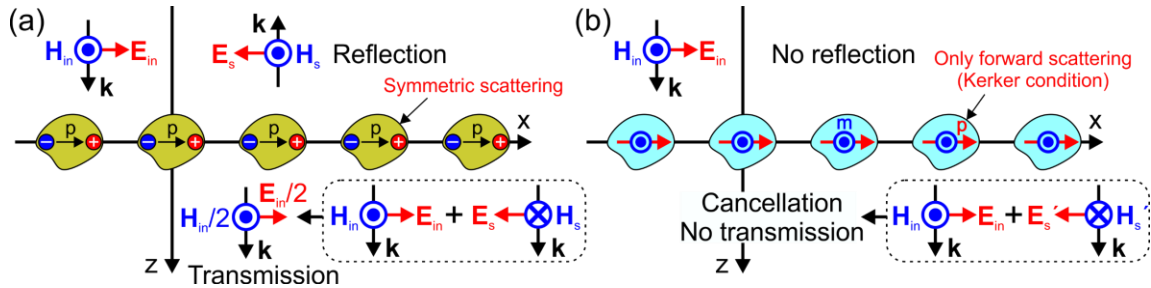 (a)
H_in E_in
k
k
E_s H_s
Reflection
Symmetric scattering
p p p p p
x
E_in/2
H_in/2
k
Transmission
H_in E_in + E_s H_s
k k
z
(b)
H_in E_in
k
No reflection
Only forward scattering
(Kerker condition)
m
p
x
Cancellation
No transmission
H_in E_in + E_s´ H_s´
k k
z